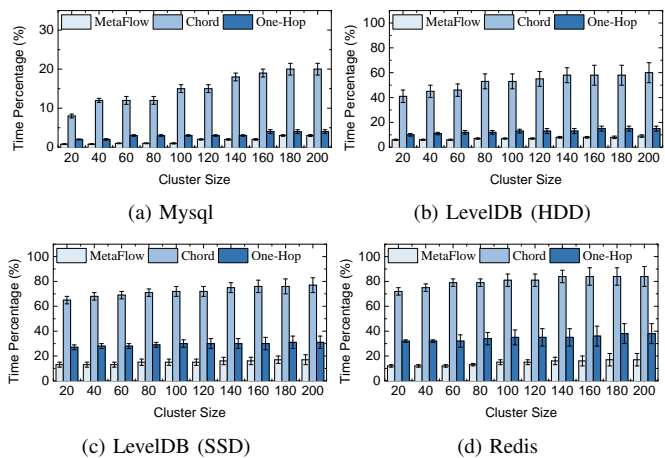 MetaFlow Chord One-Hop
Time Percentage (%)
30
20
10
0
20 40 60 80 100 120 140 160 180 200
Cluster Size
(a) Mysql
MetaFlow Chord One-Hop
Time Percentage (%)
100
80
60
40
20
0
20 40 60 80 100 120 140 160 180 200
Cluster Size
(b) LevelDB (HDD)
MetaFlow Chord One-Hop
Time Percentage (%)
100
80
60
40
20
0
20 40 60 80 100 120 140 160 180 200
Cluster Size
(c) LevelDB (SSD)
MetaFlow Chord One-Hop
Time Percentage (%)
100
80
60
40
20
0
20 40 60 80 100 120 140 160 180 200
Cluster Size
(d) Redis